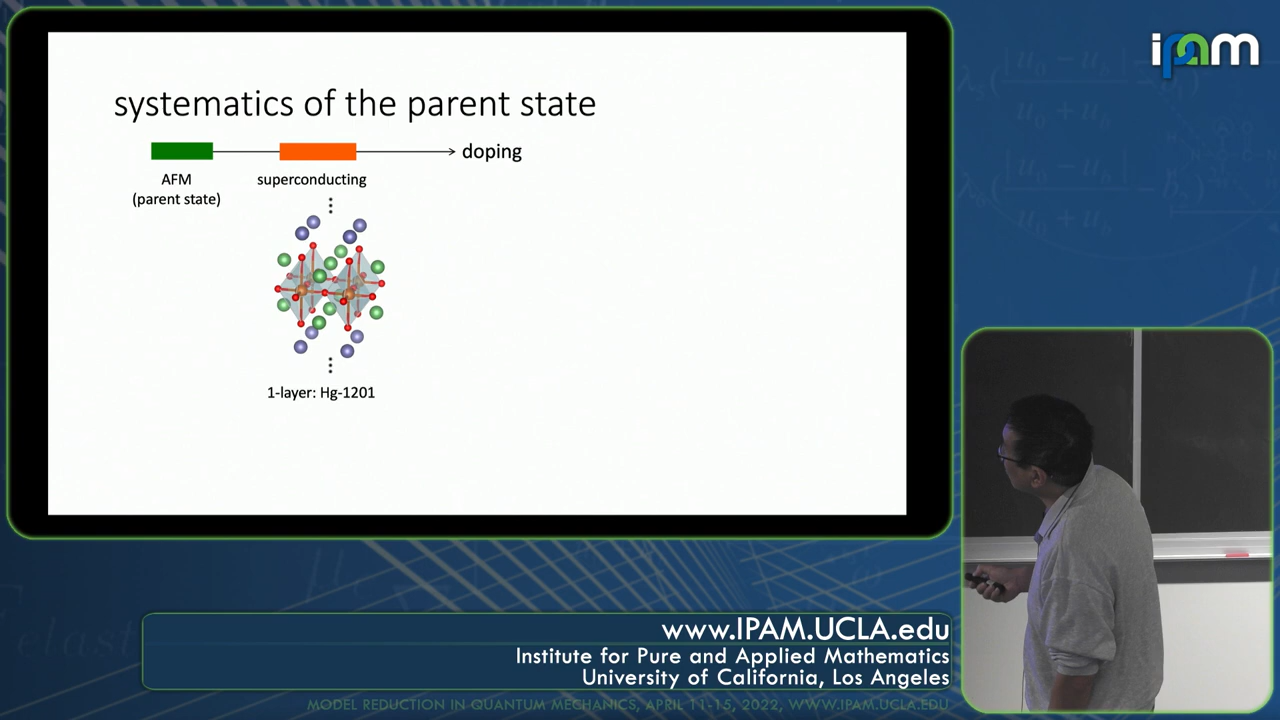 systematics of the parent state
doping
AFM
(parent state)
superconducting
1-layer: Hg-1201
ipam
www.IPAM.UCLA.edu
Institute for Pure and Applied Mathematics
University of California, Los Angeles
MODEL REDUCTION IN QUANTUM MECHANICS, APRIL 11-15, 2022, WWW.IPAM.UCLA.EDU